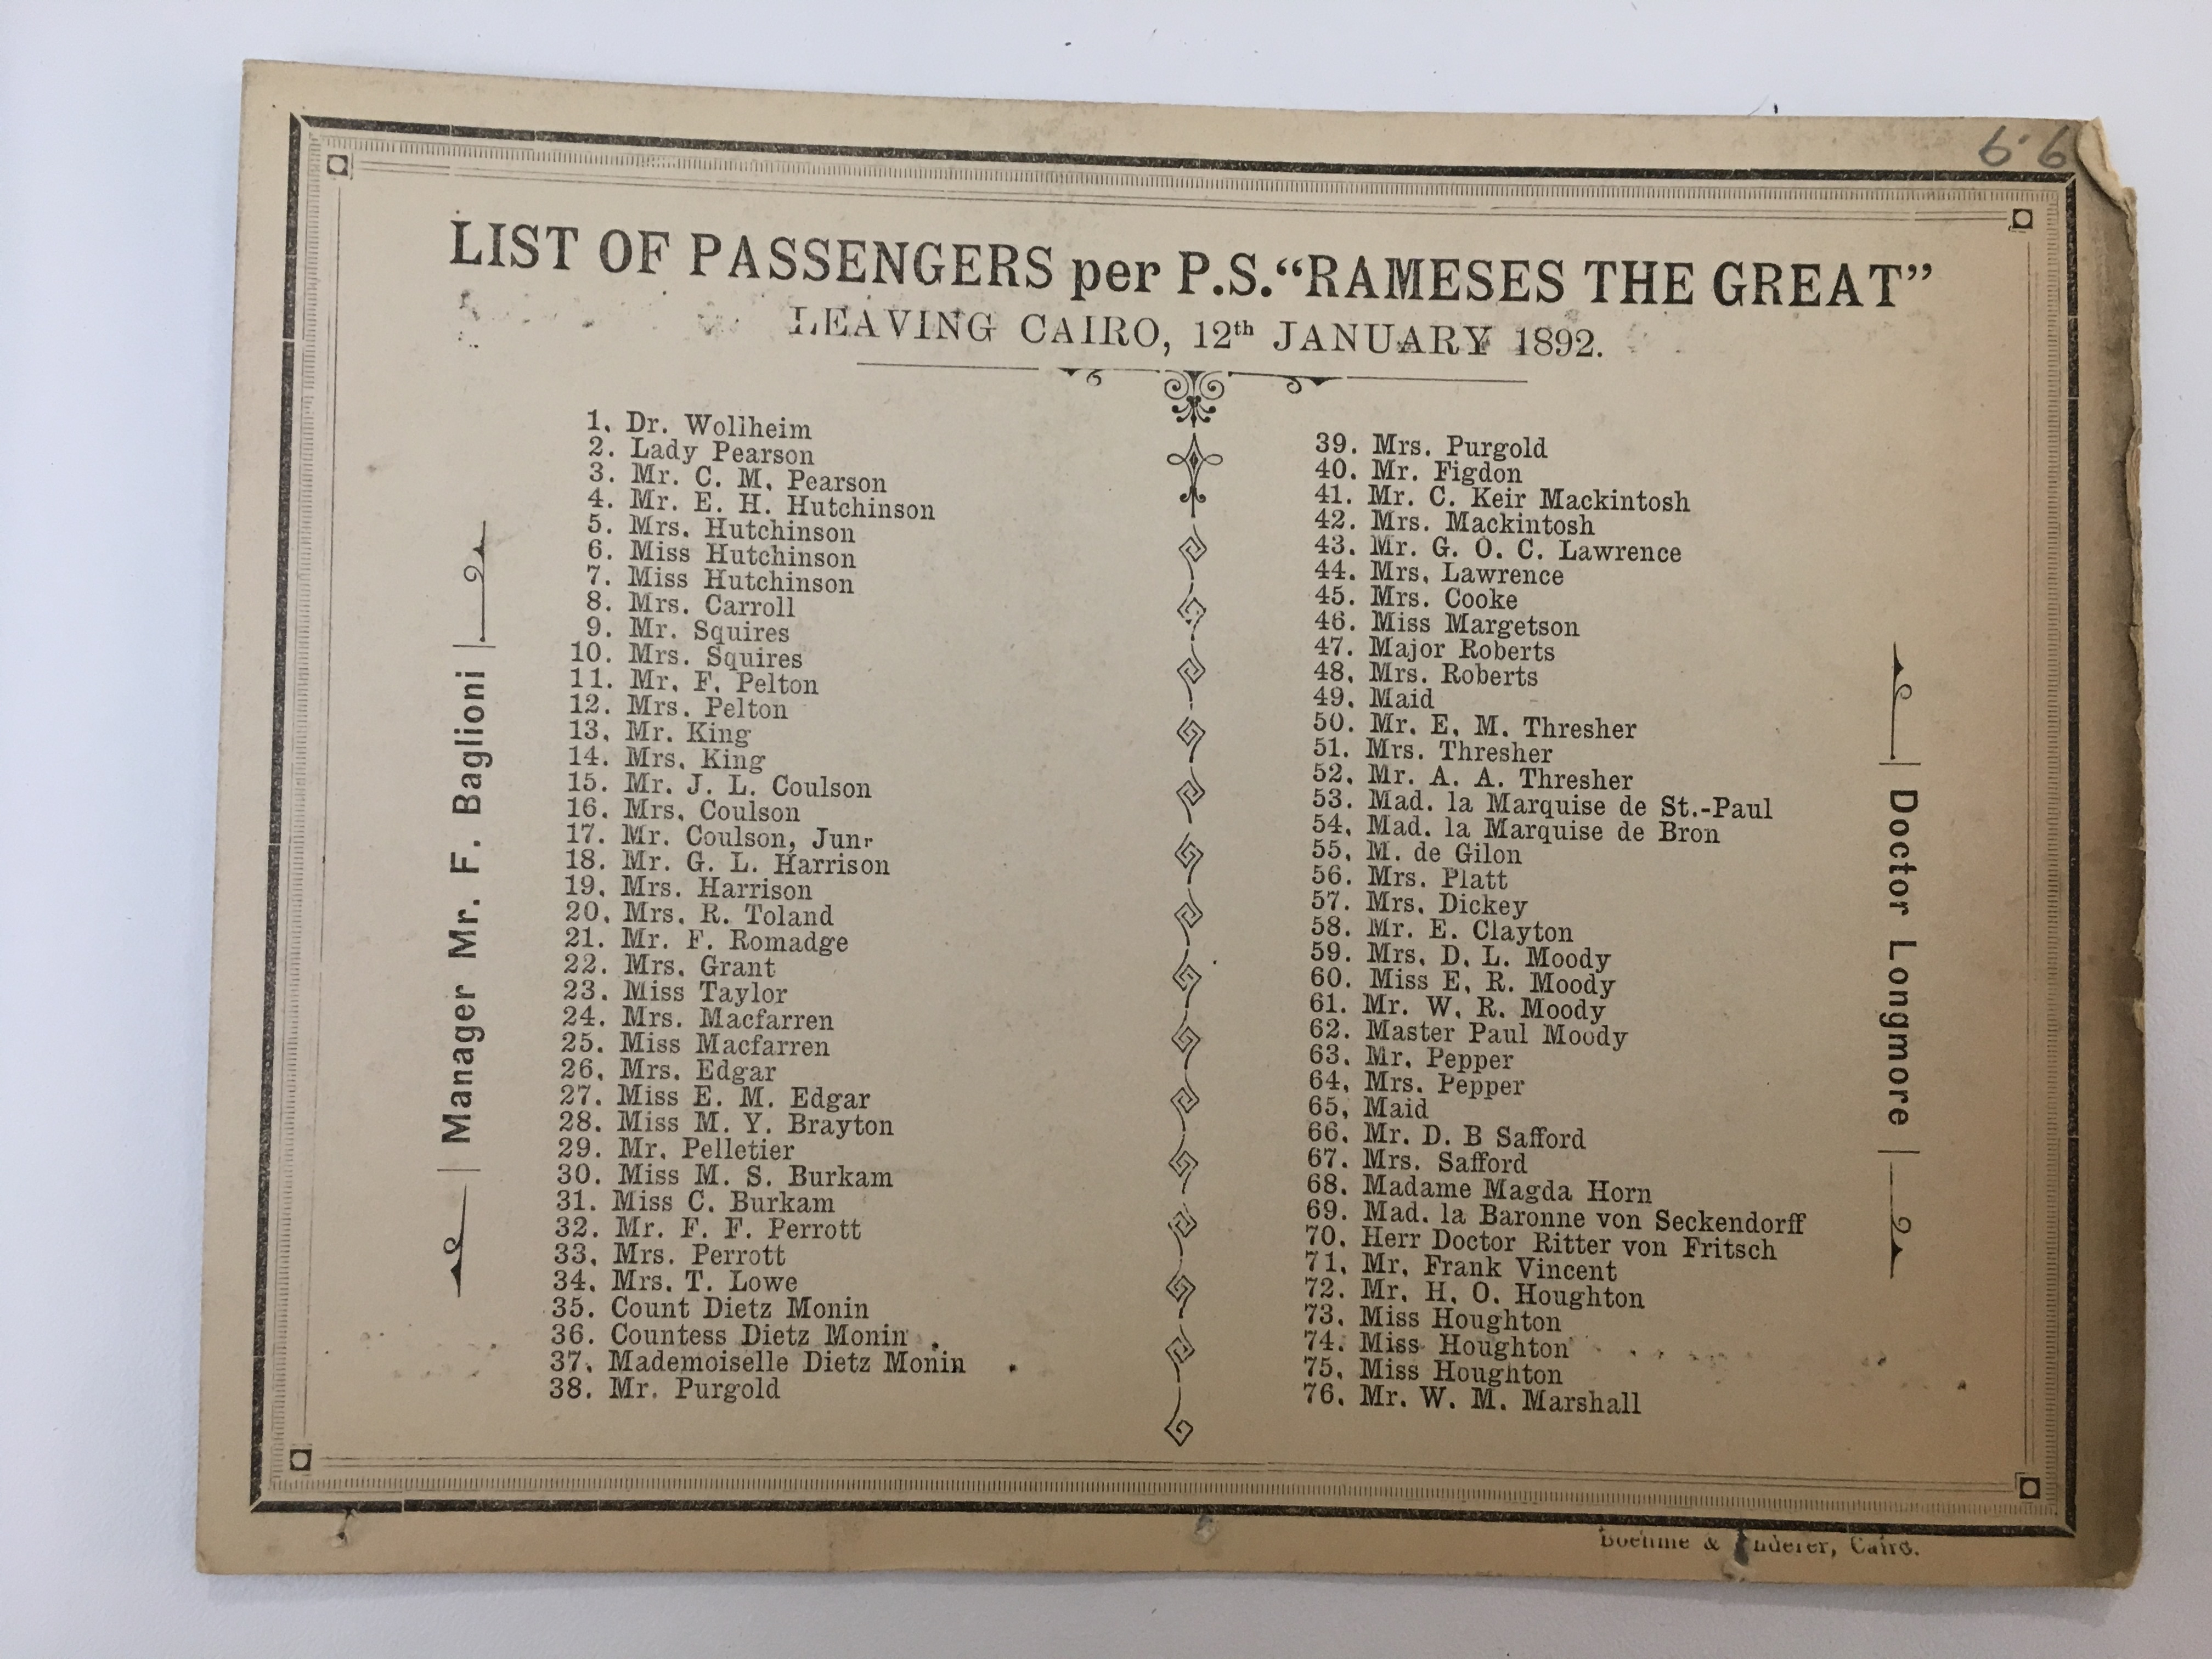 6.6
LIST OF PASSENGERS per P.S. “RAMESES THE GREAT”
LEAVING CAIRO, 12th JANUARY 1892.
Manager Mr. F. Baglioni
1. Dr. Wollheim
2. Lady Pearson
3. Mr. C. M. Pearson
4. Mr. E. H. Hutchinson
5. Mrs. Hutchinson
6. Miss Hutchinson
7. Miss Hutchinson
8. Mrs. Carroll
9. Mr. Squires
10. Mrs. Squires
11. Mr. F. Pelton
12. Mrs. Pelton
13. Mr. King
14. Mrs. King
15. Mr. J. L. Coulson
16. Mrs. Coulson
17. Mr. Coulson, Junr
18. Mr. G. L. Harrison
19. Mrs. Harrison
20. Mrs. R. Toland
21. Mr. F. Romadge
22. Mrs. Grant
23. Miss Taylor
24. Mrs. Macfarren
25. Miss Macfarren
26. Mrs. Edgar
27. Miss E. M. Edgar
28. Miss M. Y. Brayton
29. Mr. Pelletier
30. Miss M. S. Burkam
31. Miss C. Burkam
32. Mr. F. F. Perrott
33. Mrs. Perrott
34. Mrs. T. Lowe
35. Count Dietz Monin
36. Countess Dietz Monin
37. Mademoiselle Dietz Monin
38. Mr. Purgold
39. Mrs. Purgold
40. Mr. Figdon
41. Mr. C. Keir Mackintosh
42. Mrs. Mackintosh
43. Mr. G. O. C. Lawrence
44. Mrs. Lawrence
45. Mrs. Cooke
46. Miss Margetson
47. Major Roberts
48. Mrs. Roberts
49. Maid
50. Mr. E. M. Thresher
51. Mrs. Thresher
52. Mr. A. A. Thresher
53. Mad. la Marquise de St.-Paul
54. Mad. la Marquise de Bron
55. M. de Gilon
56. Mrs. Platt
57. Mrs. Dickey
58. Mr. E. Clayton
59. Mrs. D. L. Moody
60. Miss E. R. Moody
61. Mr. W. R. Moody
62. Master Paul Moody
63. Mr. Pepper
64. Mrs. Pepper
65. Maid
66. Mr. D. B Safford
67. Mrs. Safford
68. Madame Magda Horn
69. Mad. la Baronne von Seckendorff
70. Herr Doctor Ritter von Fritsch
71. Mr. Frank Vincent
72. Mr. H. O. Houghton
73. Miss Houghton
74. Miss Houghton
75. Miss Houghton
76. Mr. W. M. Marshall
Doctor Longmore
Boehme & Cairo.